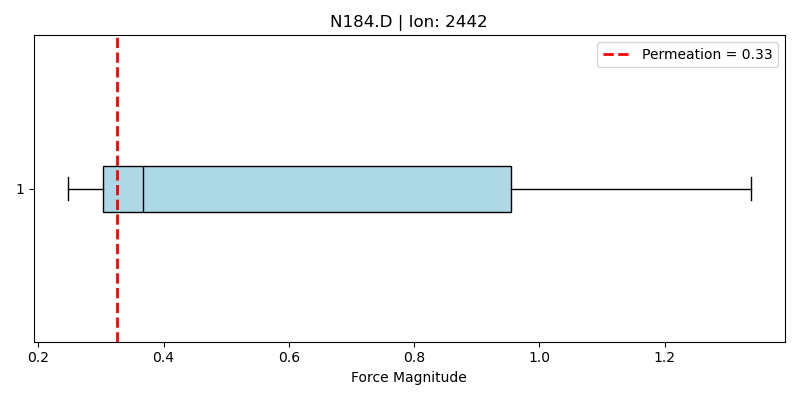 N184.D | Ion: 2442
Permeation = 0.33
1
0.2 0.4 0.6 0.8 1.0 1.2
Force Magnitude